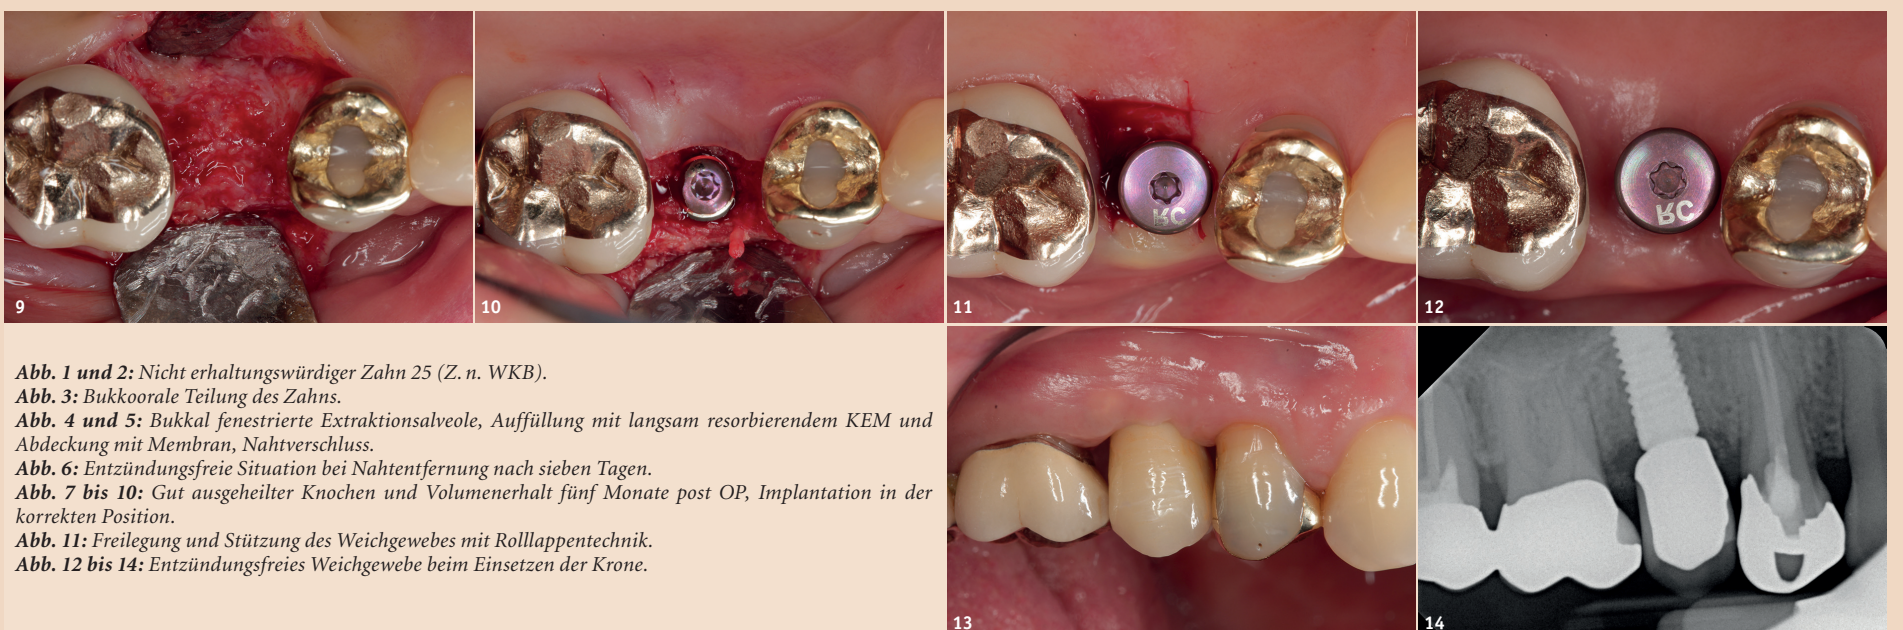 9
10
11
RC
12
RC
Abb. 1 und 2: Nicht erhaltungswürdiger Zahn 25 (Z. n. WKB).
Abb. 3: Bukkoorale Teilung des Zahns.
Abb. 4 und 5: Bukkal fenestrierte Extraktionsalveole, Auffüllung mit langsam resorbierendem KEM und
Abdeckung mit Membran, Nahtverschluss.
Abb. 6: Entzündungsfreie Situation bei Nahtentfernung nach sieben Tagen.
Abb. 7 bis 10: Gut ausgeheilter Knochen und Volumenerhalt fünf Monate post OP, Implantation in der
korrekten Position.
Abb. 11: Freilegung und Stützung des Weichgewebes mit Rolllappentechnik.
Abb. 12 bis 14: Entzündungsfreies Weichgewebe beim Einsetzen der Krone.
13
14